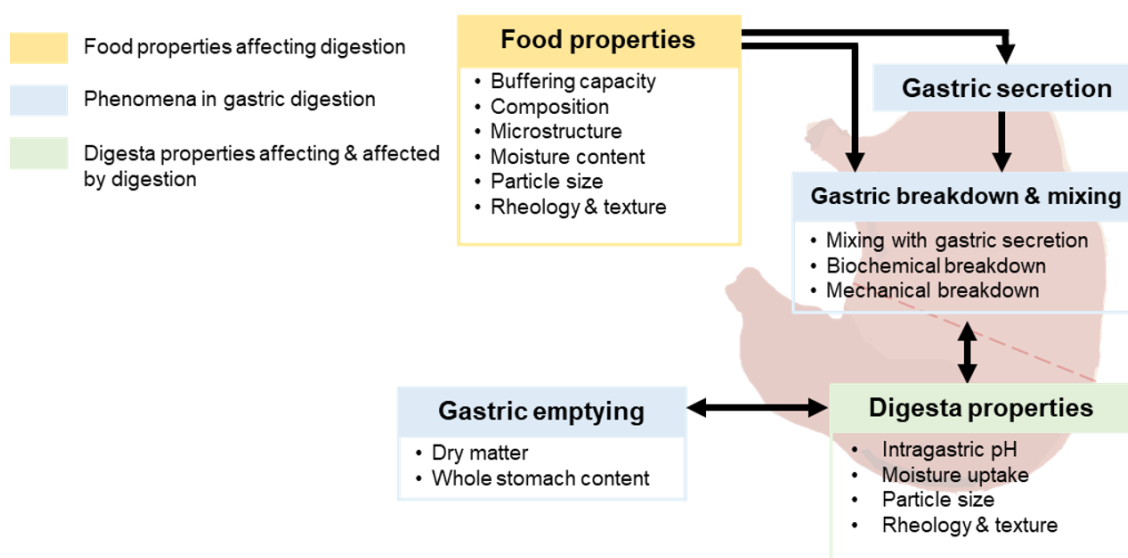 Food properties affecting digestion
Phenomena in gastric digestion
Digesta properties affecting & affected
by digestion
Food properties
• Buffering capacity
• Composition
• Microstructure
• Moisture content
• Particle size
• Rheology & texture
Gastric secretion
Gastric breakdown & mixing
• Mixing with gastric secretion
• Biochemical breakdown
• Mechanical breakdown
Gastric emptying
• Dry matter
• Whole stomach content
Digesta properties
• Intragastric pH
• Moisture uptake
• Particle size
• Rheology & texture